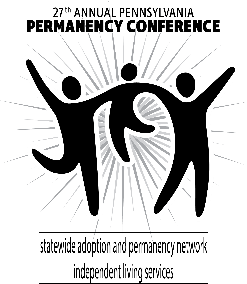 27th ANNUAL PENNSYLVANIA
PERMANENCY CONFERENCE
statewide adoption and permanency network
independent living services